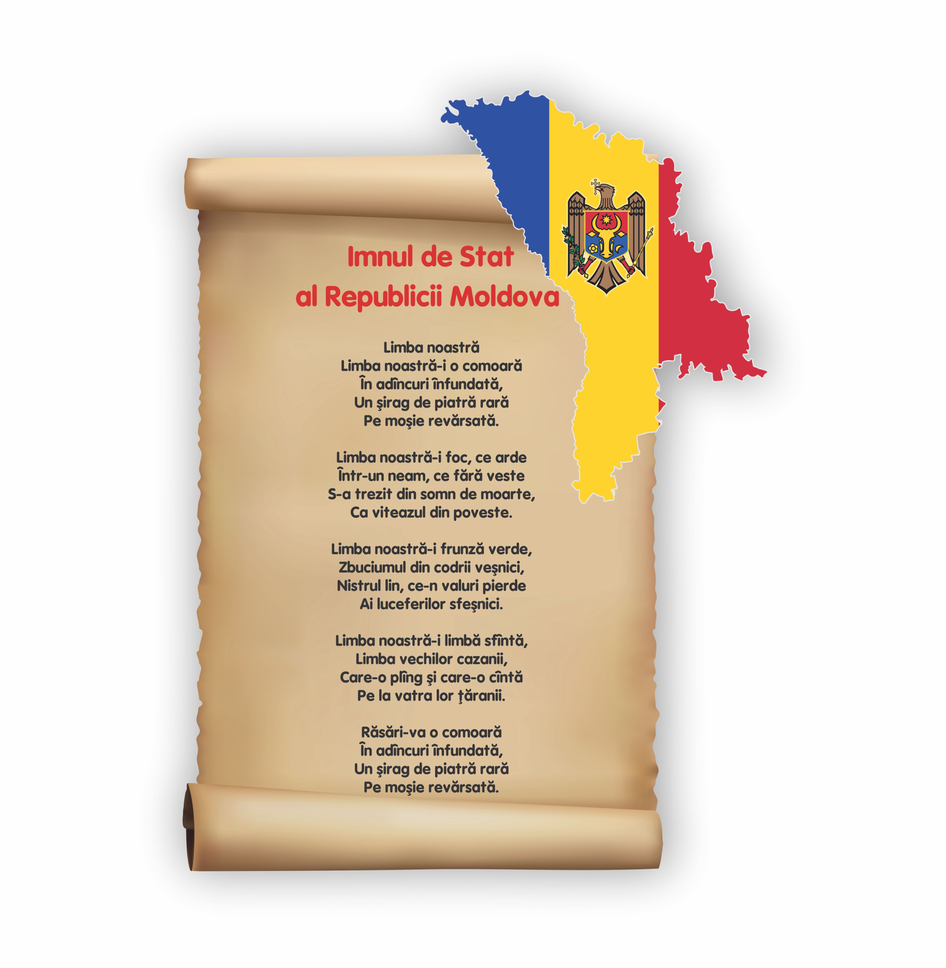 Imnul de Stat
al Republicii Moldova
Limba noastră
Limba noastră-i o comoară
În adîncuri înfundată,
Un şirag de piatră rară
Pe moşie revărsată.
Limba noastră-i foc, ce arde
Într-un neam, ce fără veste
S-a trezit din somn de moarte,
Ca viteazul din poveste.
Limba noastră-i frunză verde,
Zbuciumul din codrii veşnici,
Nistrul lin, ce-n valuri pierde
Ai luceferilor sfeşnici.
Limba noastră-i limbă sfîntă,
Limba vechilor cazanii,
Care-o plîng şi care-o cîntă
Pe la vatra lor ţăranii.
Răsări-va o comoară
În adîncuri înfundată,
Un şirag de piatră rară
Pe moşie revărsată.